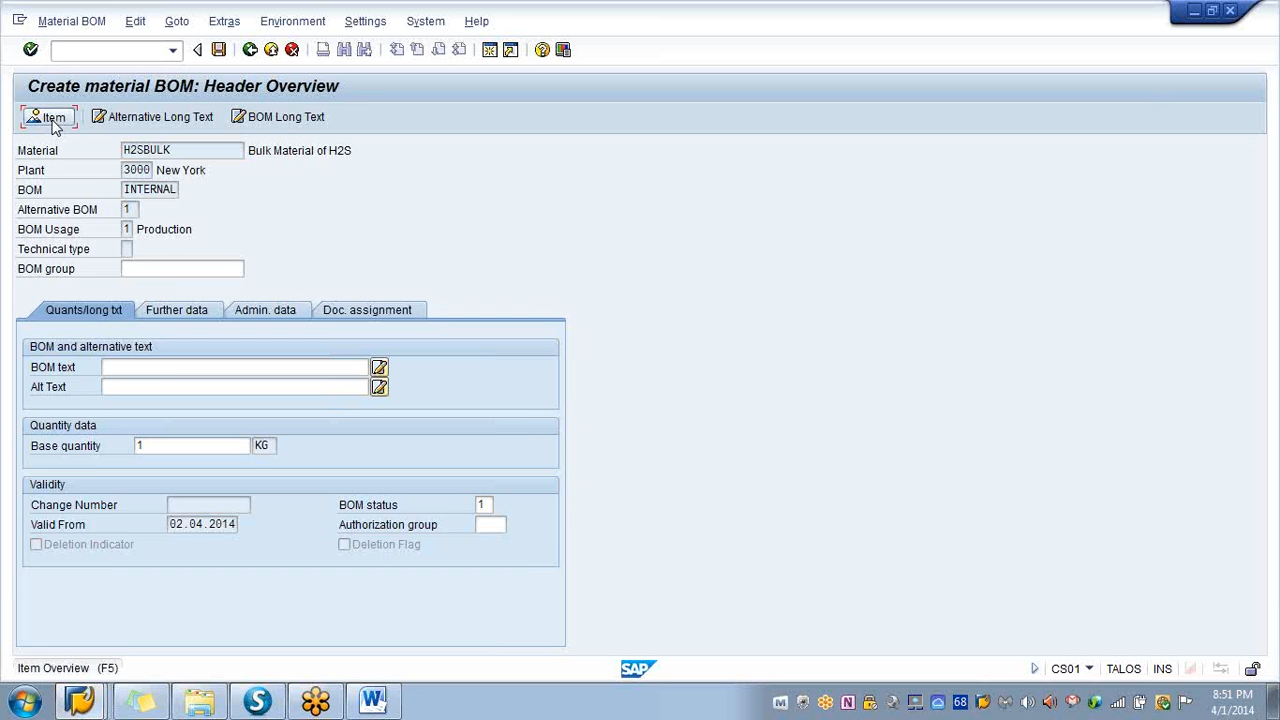 Material BOM Edit Goto Extras Environment Settings System Help
Create material BOM: Header Overview
Item Alternative Long Text BOM Long Text
Material H2SBULK Bulk Material of H2S
Plant 3000 New York
BOM INTERNAL
Alternative BOM 1
BOM Usage 1 Production
Technical type
BOM group
Quants/long txt Further data Admin. data Doc. assignment
BOM and alternative text
BOM text
Alt Text
Quantity data
Base quantity 1 KG
Validity
Change Number BOM status 1
Valid From 02.04.2014 Authorization group
Deletion Indicator Deletion Flag
Item Overview (F5) SAP CS01 TALOS INS
S W M N 68 8:51 PM
4/1/2014